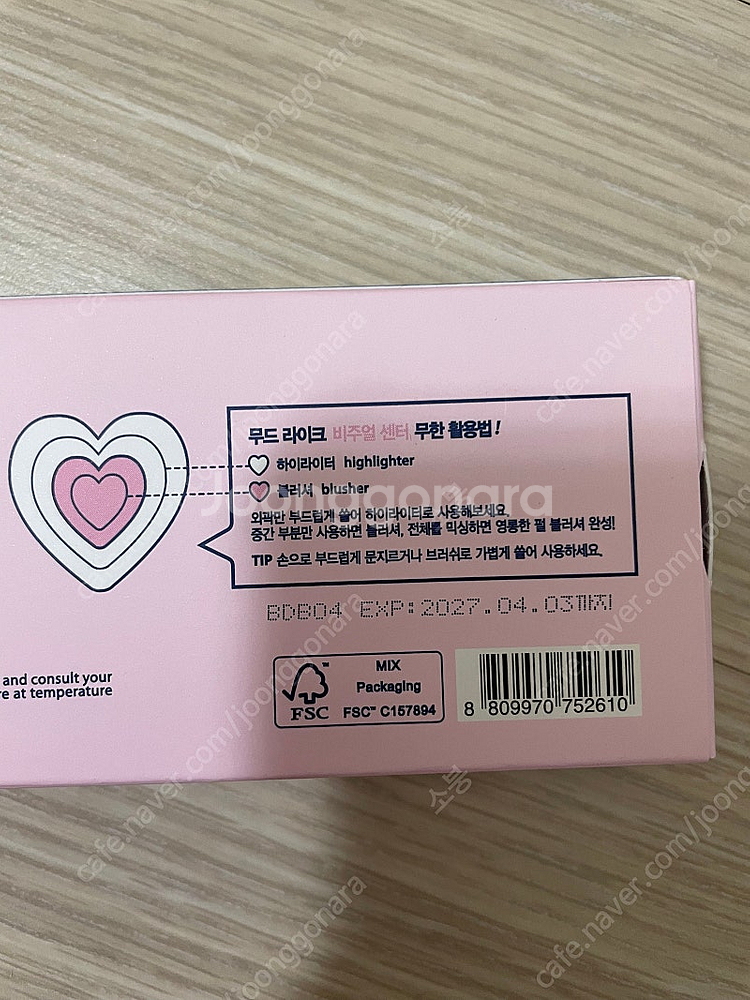 무드 라이크 비주얼 센터 무한 활용법!
하이라이터 highlighter
블러셔 blusher
외곽만 부드럽게 쓸어 하이라이터로 사용해보세요.
중간 부분만 사용하면 블러셔, 전체를 믹싱하면 영롱한 펄 블러셔 완성!
TIP 손으로 부드럽게 문지르거나 브러쉬로 가볍게 쓸어 사용하세요.
BDB04 EXP:2027.04.03까지
and consult your
re at temperature
MIX
Packaging
FSC™ C157894
FSC
8 809970 752610
joonggonara
cafe.naver.com/joonggonara
소봉